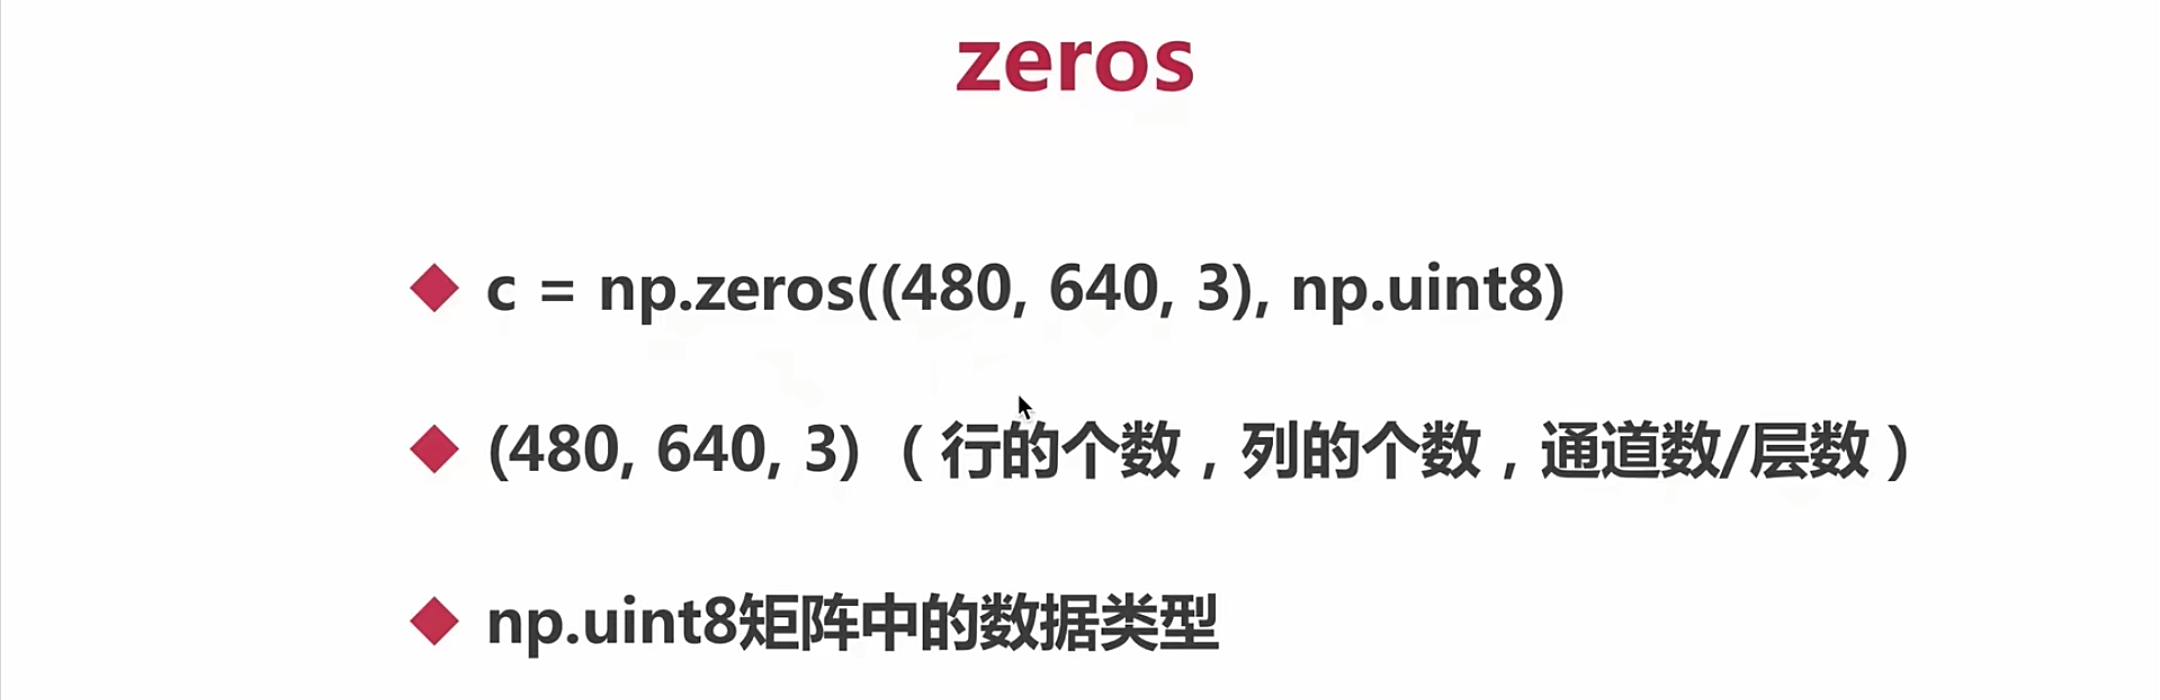 zeros
c = np.zeros((480, 640, 3), np.uint8)
(480, 640, 3)（行的个数，列的个数，通道数/层数）
np.uint8矩阵中的数据类型